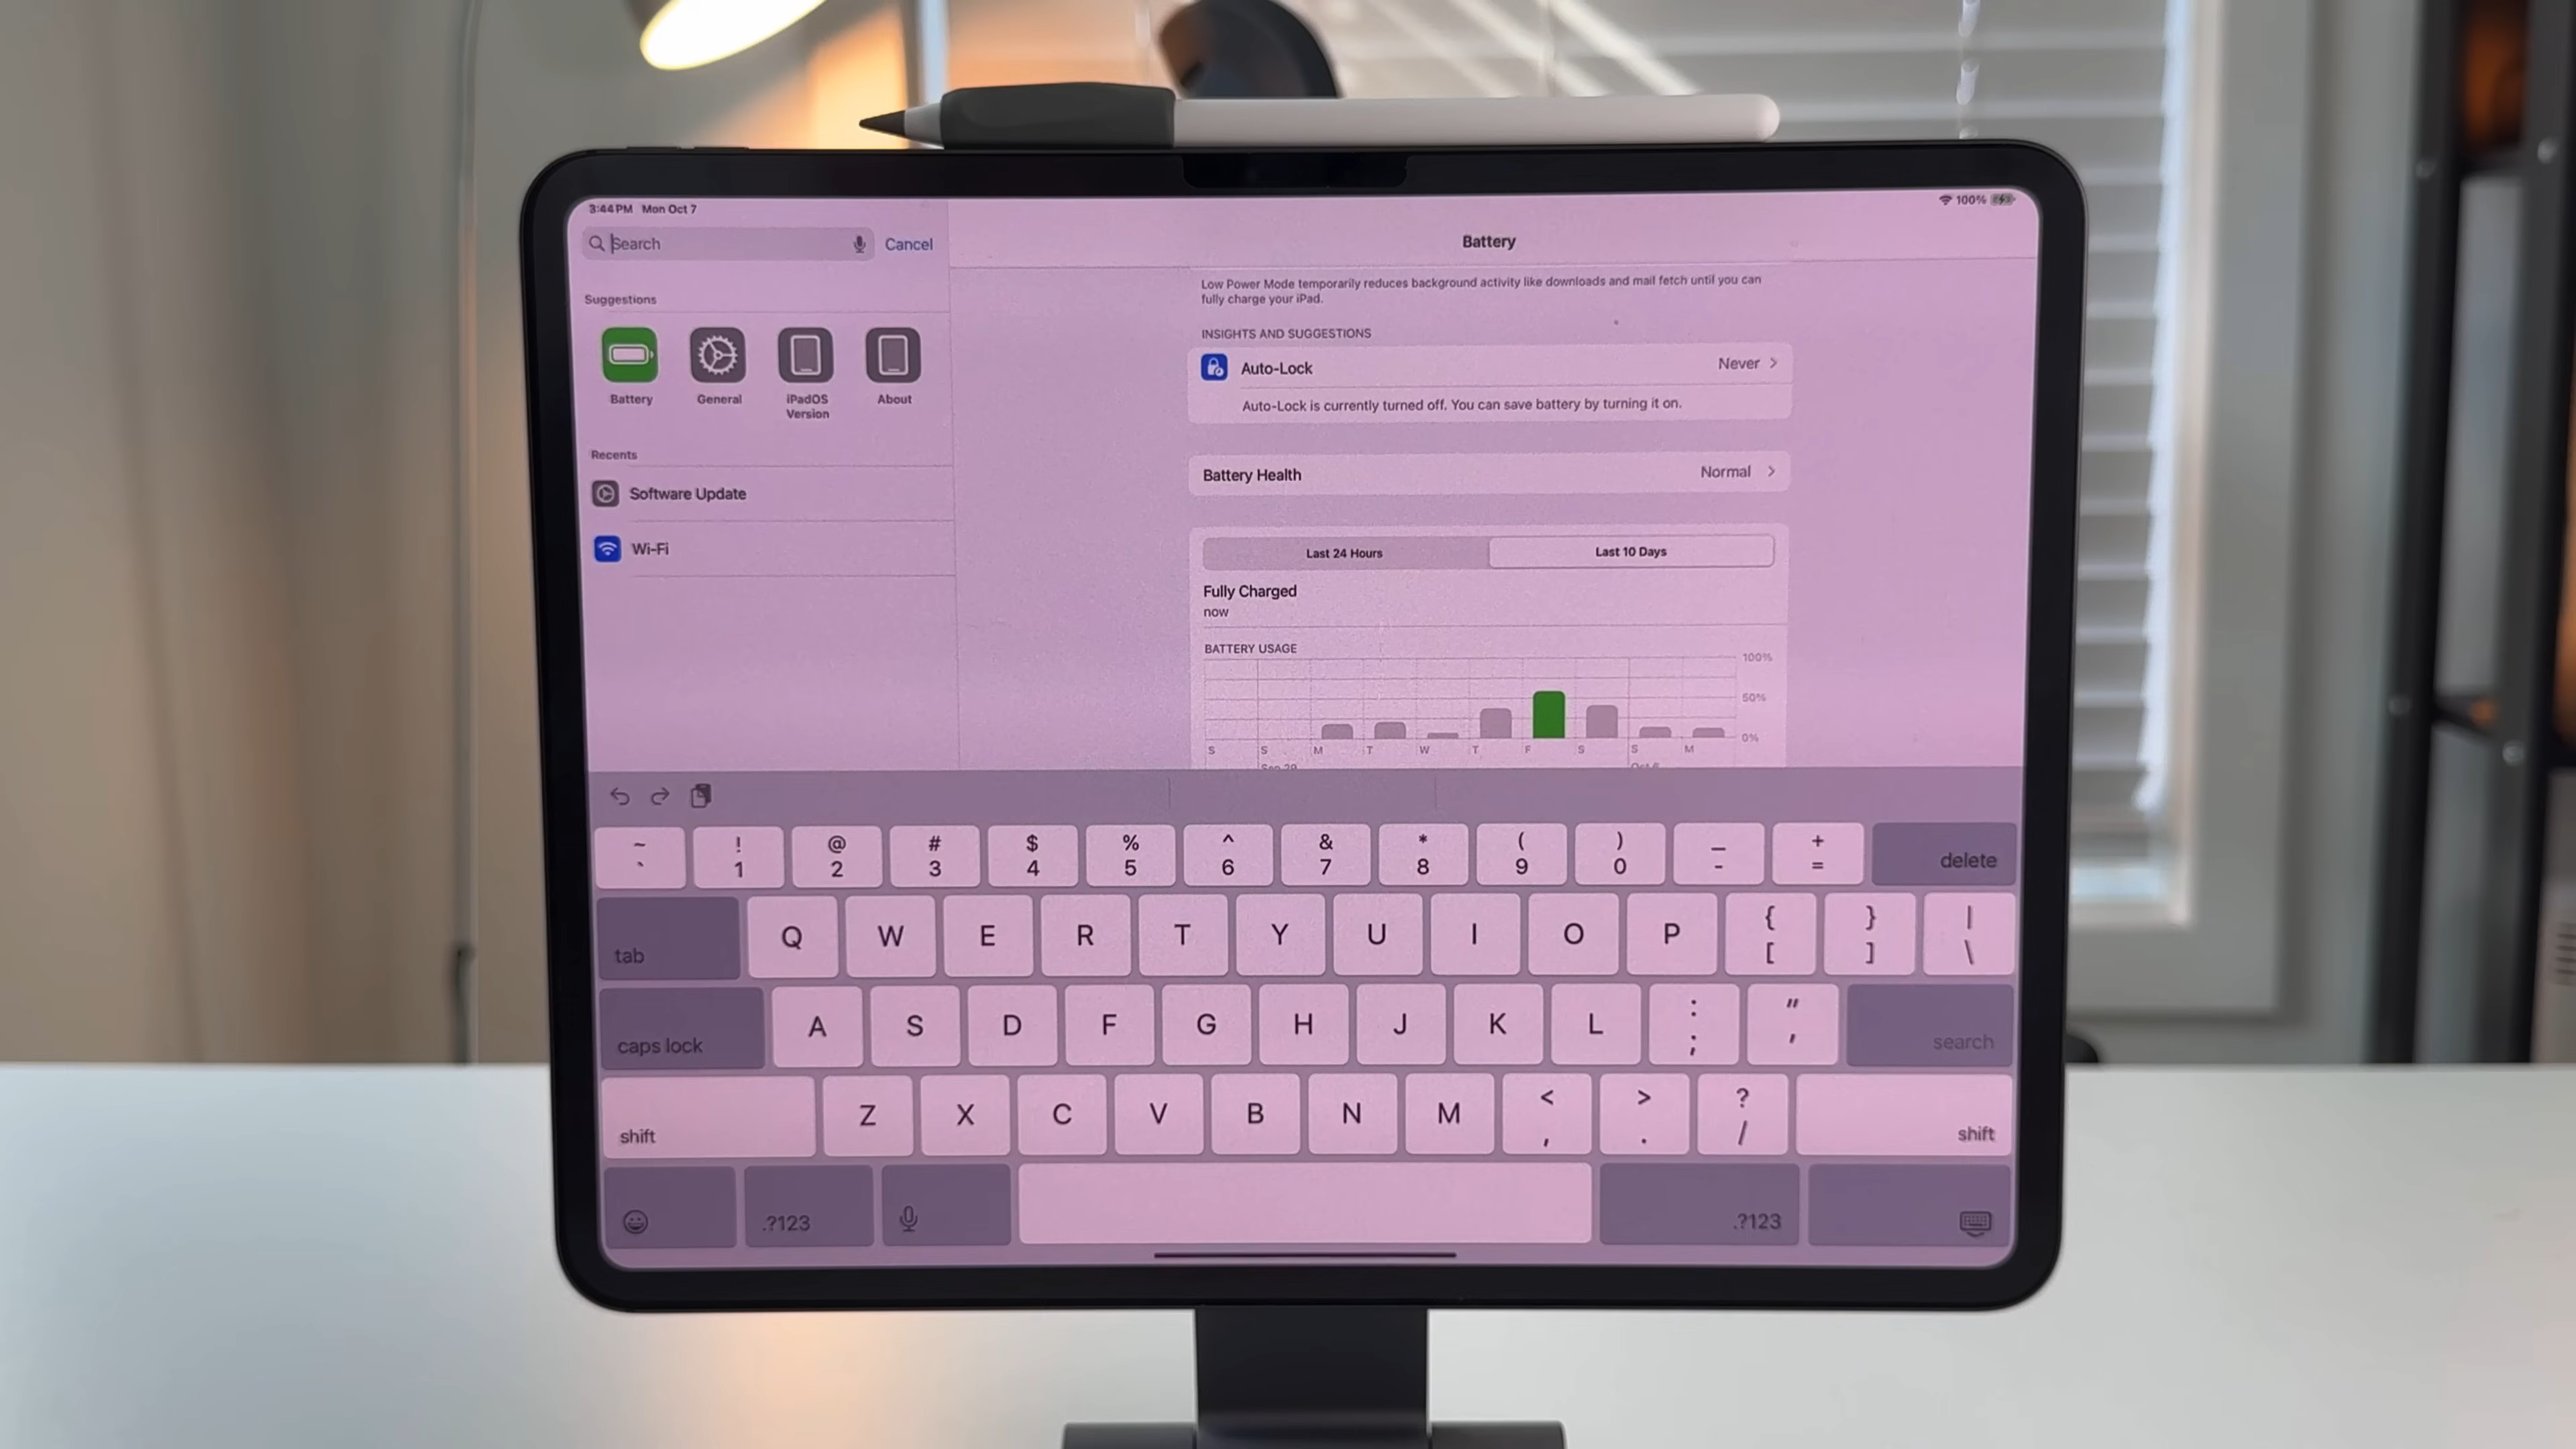 3:44 PM Mon Oct 7
100%
Search
Cancel
Suggestions
Battery
General
iPadOS
Version
About
Recents
Software Update
Wi-Fi
Battery
Low Power Mode temporarily reduces background activity like downloads and mail fetch until you can
fully charge your iPad.
INSIGHTS AND SUGGESTIONS
Auto-Lock
Never
Auto-Lock is currently turned off. You can save battery by turning it on.
Battery Health
Normal
Last 24 Hours
Last 10 Days
Fully Charged
now
BATTERY USAGE
100%
50%
0%
S S M T W T F S S M
~ ! @ # $ % ^ & * ( ) _ +
` 1 2 3 4 5 6 7 8 9 0 - = delete
tab Q W E R T Y U I O P { [ } ] | \
caps lock A S D F G H J K L : ; " ' search
shift Z X C V B N M < , > . ? / shift
.?123 .?123